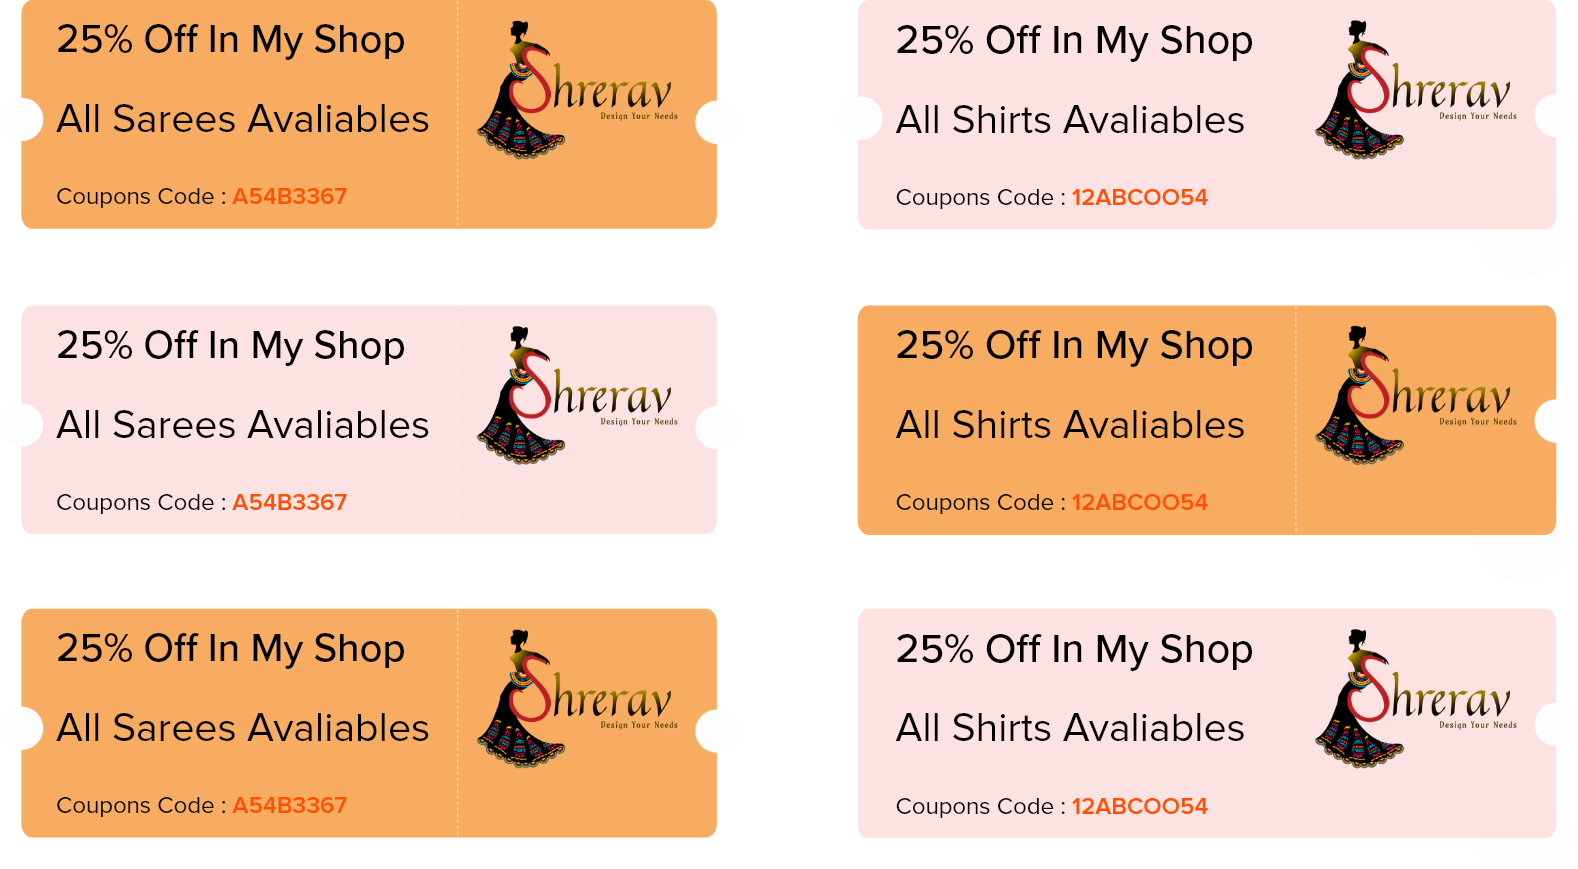 25% Off In My Shop
All Sarees Avaliables
Coupons Code : A54B3367
Shrerav
Design Your Needs
25% Off In My Shop
All Shirts Avaliables
Coupons Code : 12ABCOO54
Shrerav
Design Your Needs
25% Off In My Shop
All Sarees Avaliables
Coupons Code : A54B3367
Shrerav
Design Your Needs
25% Off In My Shop
All Shirts Avaliables
Coupons Code : 12ABCOO54
Shrerav
Design Your Needs
25% Off In My Shop
All Sarees Avaliables
Coupons Code : A54B3367
Shrerav
Design Your Needs
25% Off In My Shop
All Shirts Avaliables
Coupons Code : 12ABCOO54
Shrerav
Design Your Needs